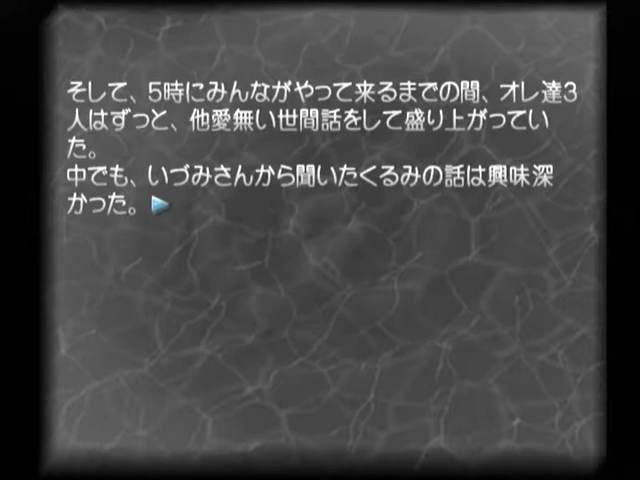 そして、5時にみんながやって来るまでの間、オレ達3
人はずっと、他愛無い世間話をして盛り上がってい
た。
中でも、いづみさんから聞いたくるみの話は興味深
かった。